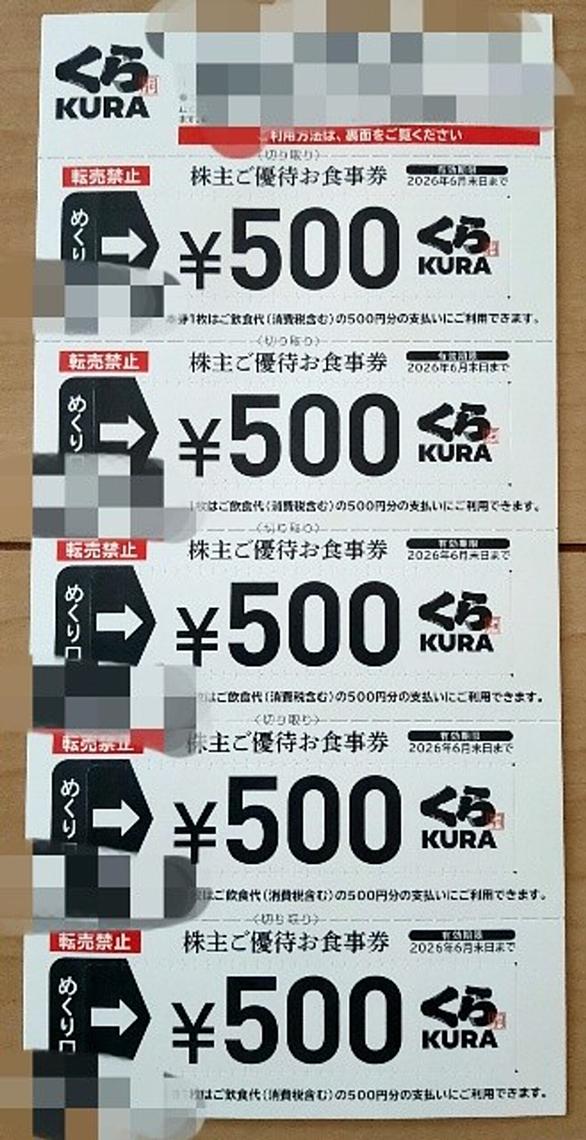 くら
KURA
利用方法は、裏面をご覧ください
〈切り取り〉
転売禁止
株主ご優待お食事券
有効期限
2026年6月末日まで
めくり
¥500
くら
KURA
券1枚はご飲食代(消費税含む)の500円分の支払いにご利用できます。
〈切り取り〉
転売禁止
株主ご優待お食事券
有効期限
2026年6月末日まで
めくり
¥500
くら
KURA
枚はご飲食代(消費税含む)の500円分の支払いにご利用できます。
〈切り取り〉
転売禁止
株主ご優待お食事券
有効期限
2026年6月末日まで
めくり口
¥500
くら
KURA
はご飲食代(消費税含む)の500円分の支払いにご利用できます。
〈切り取り〉
転売禁止
株主ご優待お食事券
有効期限
2026年6月末日まで
めくり
¥500
くら
KURA
はご飲食代(消費税含む)の500円分の支払いにご利用できます。
〈切り取り〉
転売禁止
株主ご優待お食事券
有効期限
2026年6月末日まで
めくり口
¥500
くら
KURA
枚はご飲食代(消費税含む)の500円分の支払いにご利用できます。